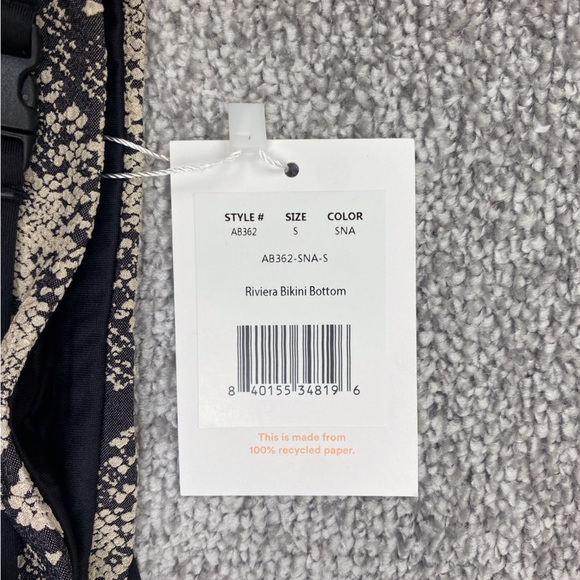 STYLE # SIZE COLOR
AB362 S SNA
AB362-SNA-S
Riviera Bikini Bottom
8 40155 34819 6
This is made from
100% recycled paper.